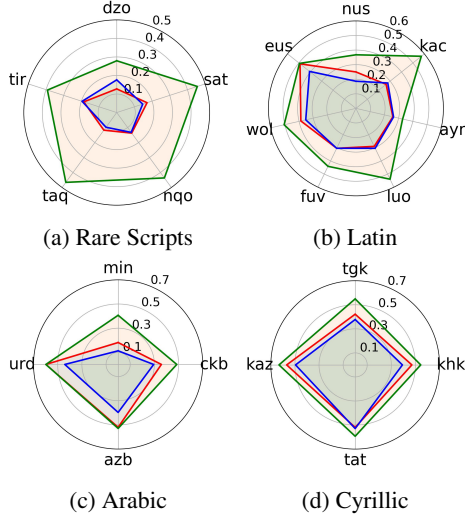 dzo
0.5
0.4
0.3
0.2
0.1
tir
sat
taq
nqo
(a) Rare Scripts
nus
0.6
0.5
0.4
0.3
0.2
0.1
eus
kac
wol
ayr
fuv
luo
(b) Latin
min
0.7
0.5
0.3
0.1
urd
ckb
azb
(c) Arabic
tgk
0.7
0.5
0.3
0.1
kaz
khk
tat
(d) Cyrillic